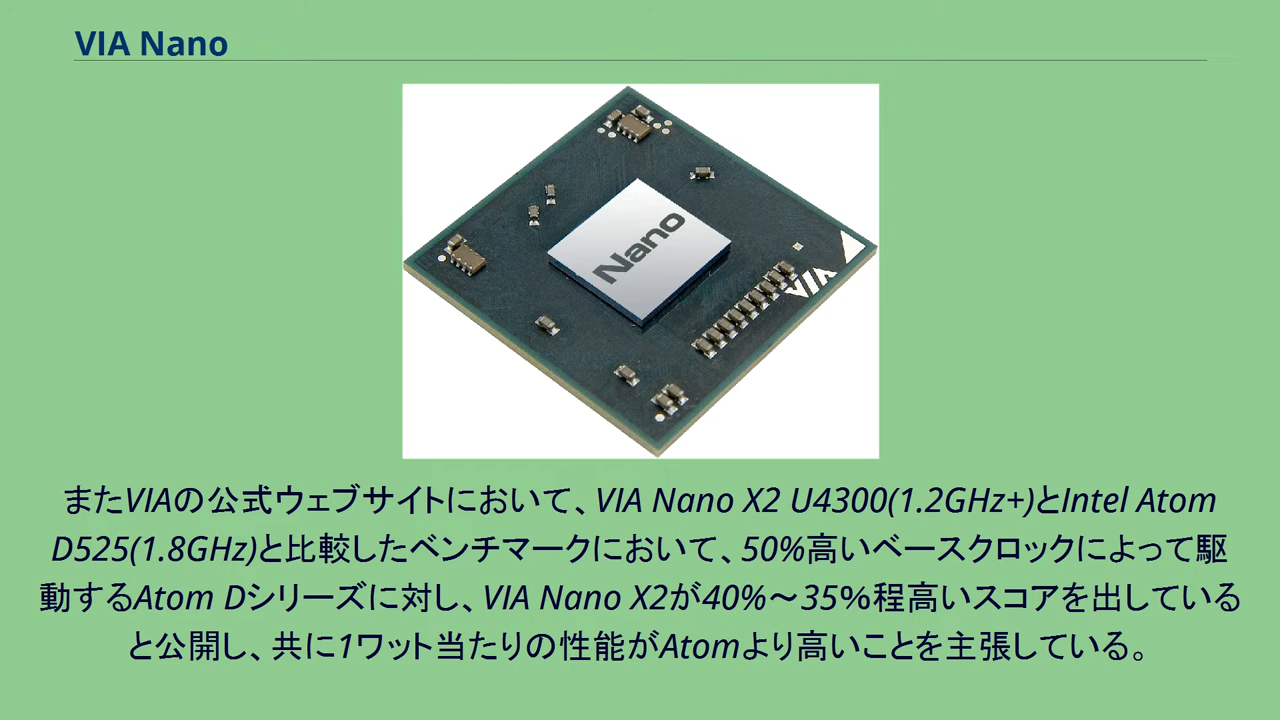 VIA Nano
Nano
VIA
またVIAの公式ウェブサイトにおいて、VIA Nano X2 U4300(1.2GHz+)とIntel Atom
D525(1.8GHz)と比較したベンチマークにおいて、50%高いベースクロックによって駆
動するAtom Dシリーズに対し、VIA Nano X2が40%～35%程高いスコアを出している
と公開し、共に1ワット当たりの性能がAtomより高いことを主張している。